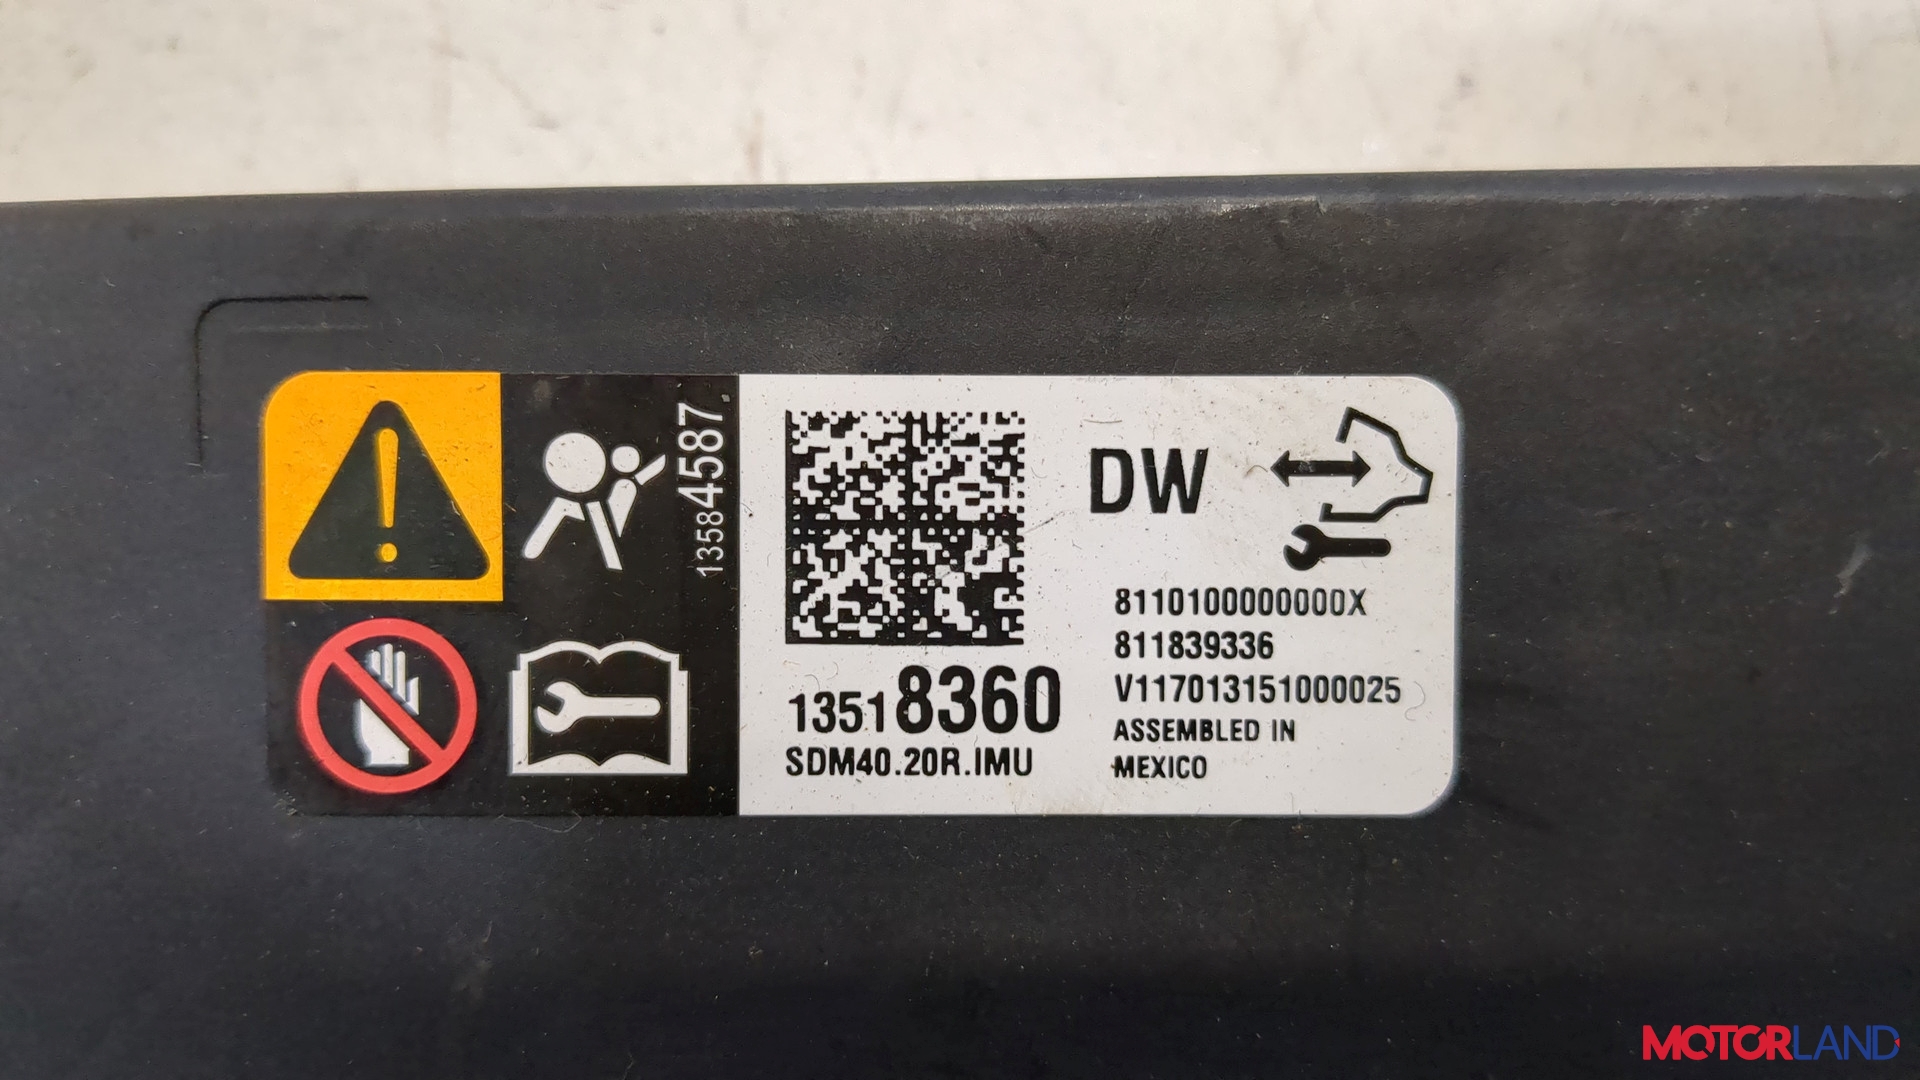 13584587
DW
8110100000000X
811839336
V117013151000025
ASSEMBLED IN
MEXICO
13518360
SDM40.20R.IMU
MOTORLAND